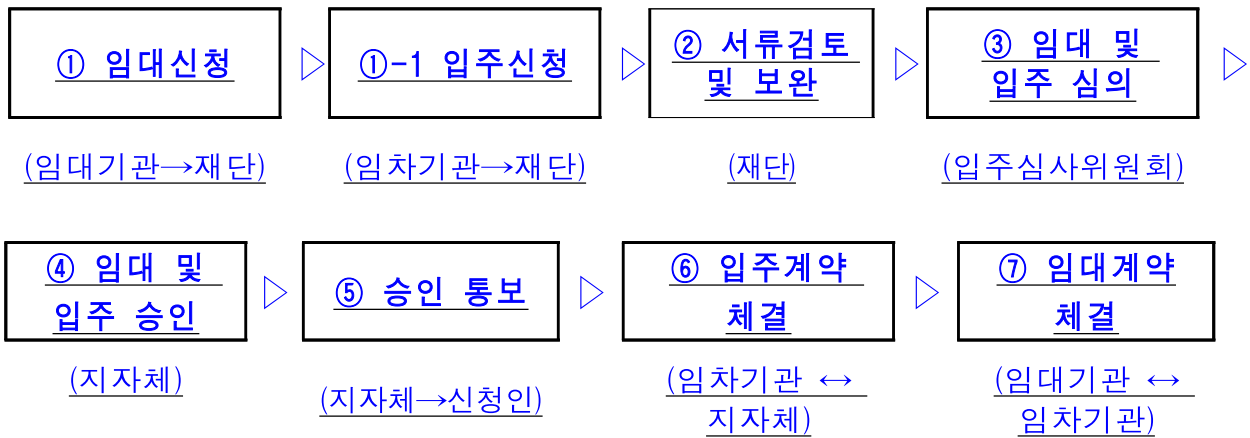 ① 임대신청
(임대기관→재단)
▷
①-1 입주신청
(임차기관→재단)
▷
② 서류검토
및 보완
(재단)
▷
③ 임대 및
입주 심의
(입주심사위원회)
▷
④ 임대 및
입주 승인
(지자체)
▷
⑤ 승인 통보
(지자체→신청인)
▷
⑥ 입주계약
체결
(임차기관 ↔
지자체)
▷
⑦ 임대계약
체결
(임대기관 ↔
임차기관)